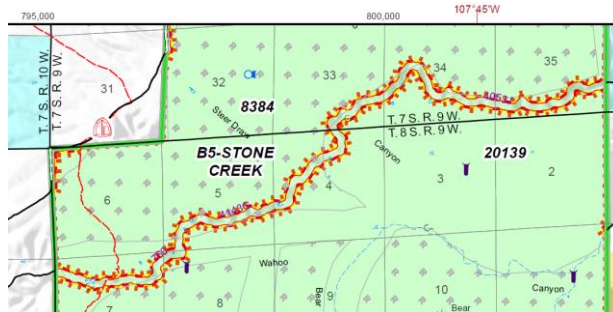 795,000
800,000
107°45'W
T. 7 S. R. 10 W.
T. 7 S. R. 9 W.
31
32
33
34
35
8384
Steer Draw
T. 7 S. R. 9 W.
T. 8 S. R. 9 W.
B5-STONE
CREEK
Canyon
20139
6
5
4
3
2
Wahoo
7
8
9
10
Bear
Canyon
Bear